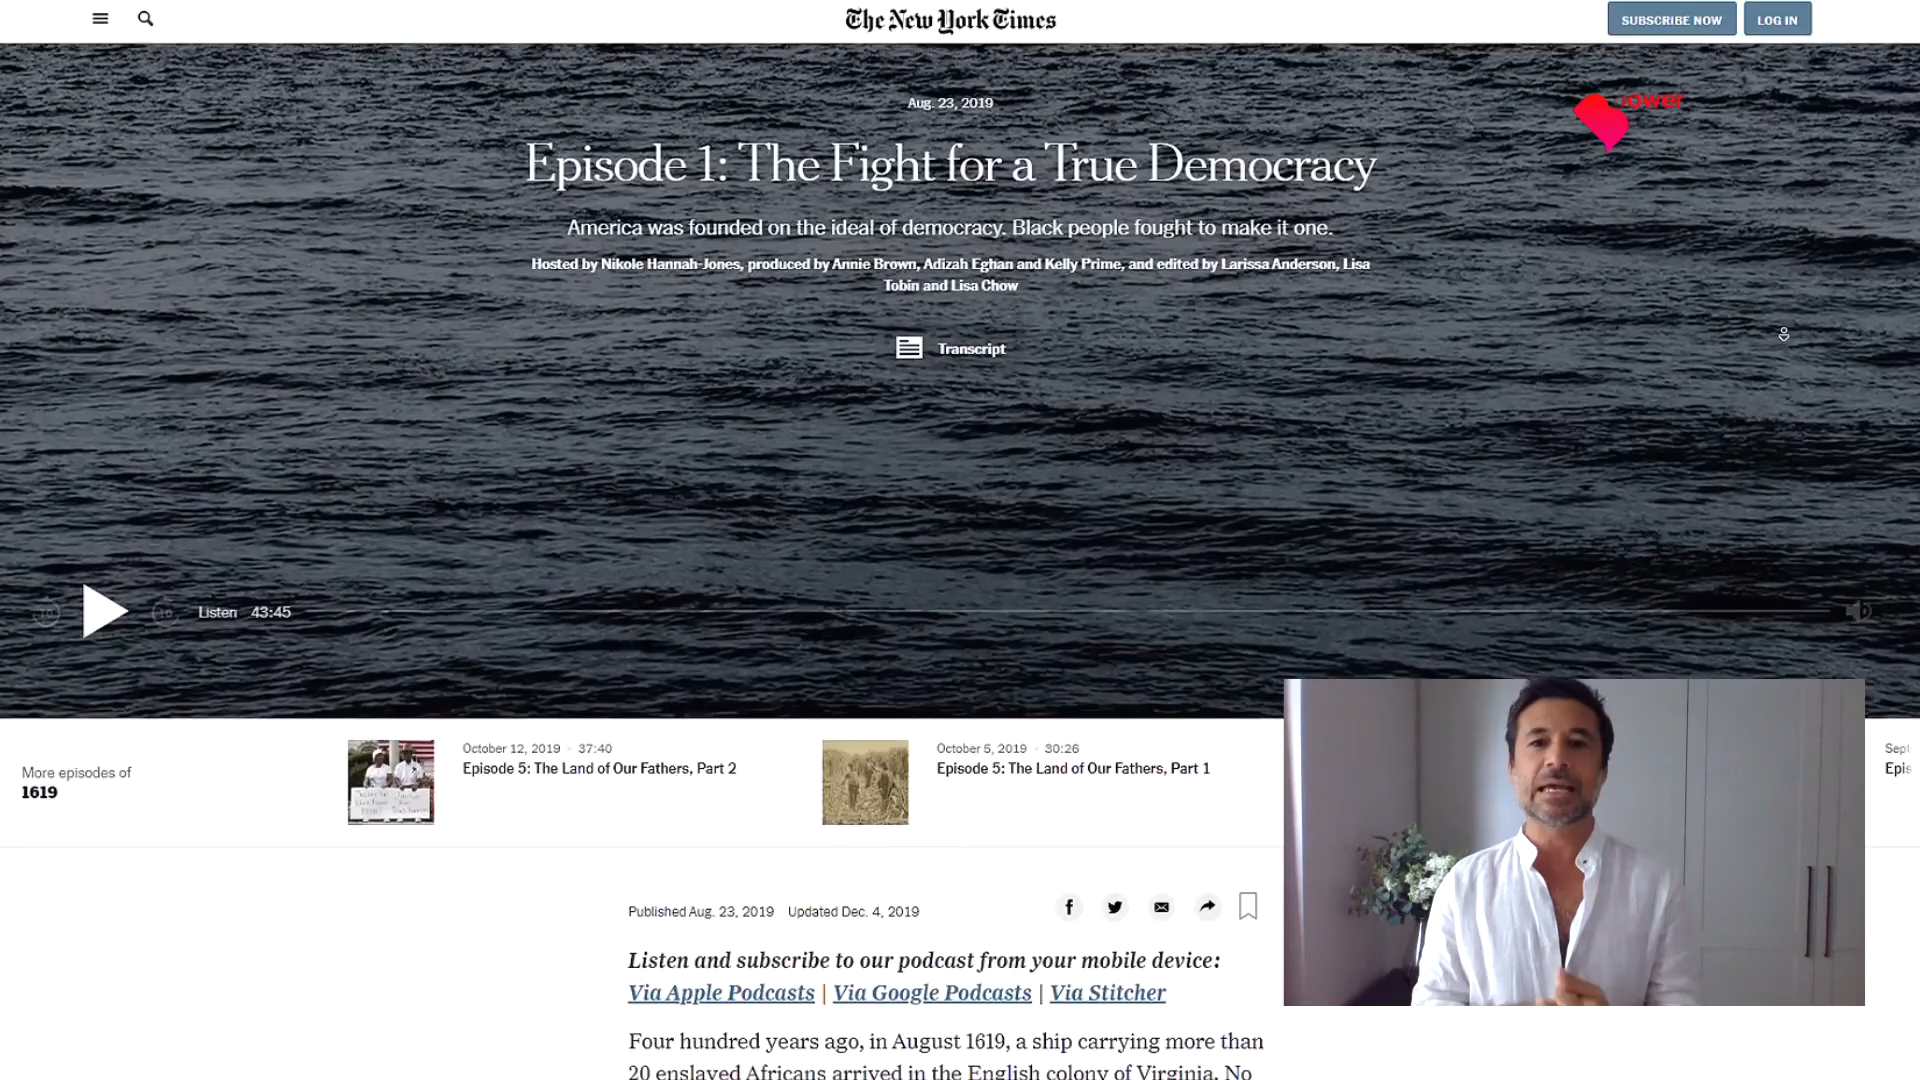 The New York Times
SUBSCRIBE NOW
LOG IN
Aug. 23, 2019
ower
Episode 1: The Fight for a True Democracy
America was founded on the ideal of democracy. Black people fought to make it one.
Hosted by Nikole Hannah-Jones, produced by Annie Brown, Adizah Eghan and Kelly Prime, and edited by Larissa Anderson, Lisa
Tobin and Lisa Chow
Transcript
10
10
Listen 43:45
More episodes of
1619
October 12, 2019 • 37:40
Episode 5: The Land of Our Fathers, Part 2
October 5, 2019 • 30:26
Episode 5: The Land of Our Fathers, Part 1
Sept
Epis
Published Aug. 23, 2019 Updated Dec. 4, 2019
Listen and subscribe to our podcast from your mobile device:
Via Apple Podcasts | Via Google Podcasts | Via Stitcher
Four hundred years ago, in August 1619, a ship carrying more than
20 enslaved Africans arrived in the English colony of Virginia. No